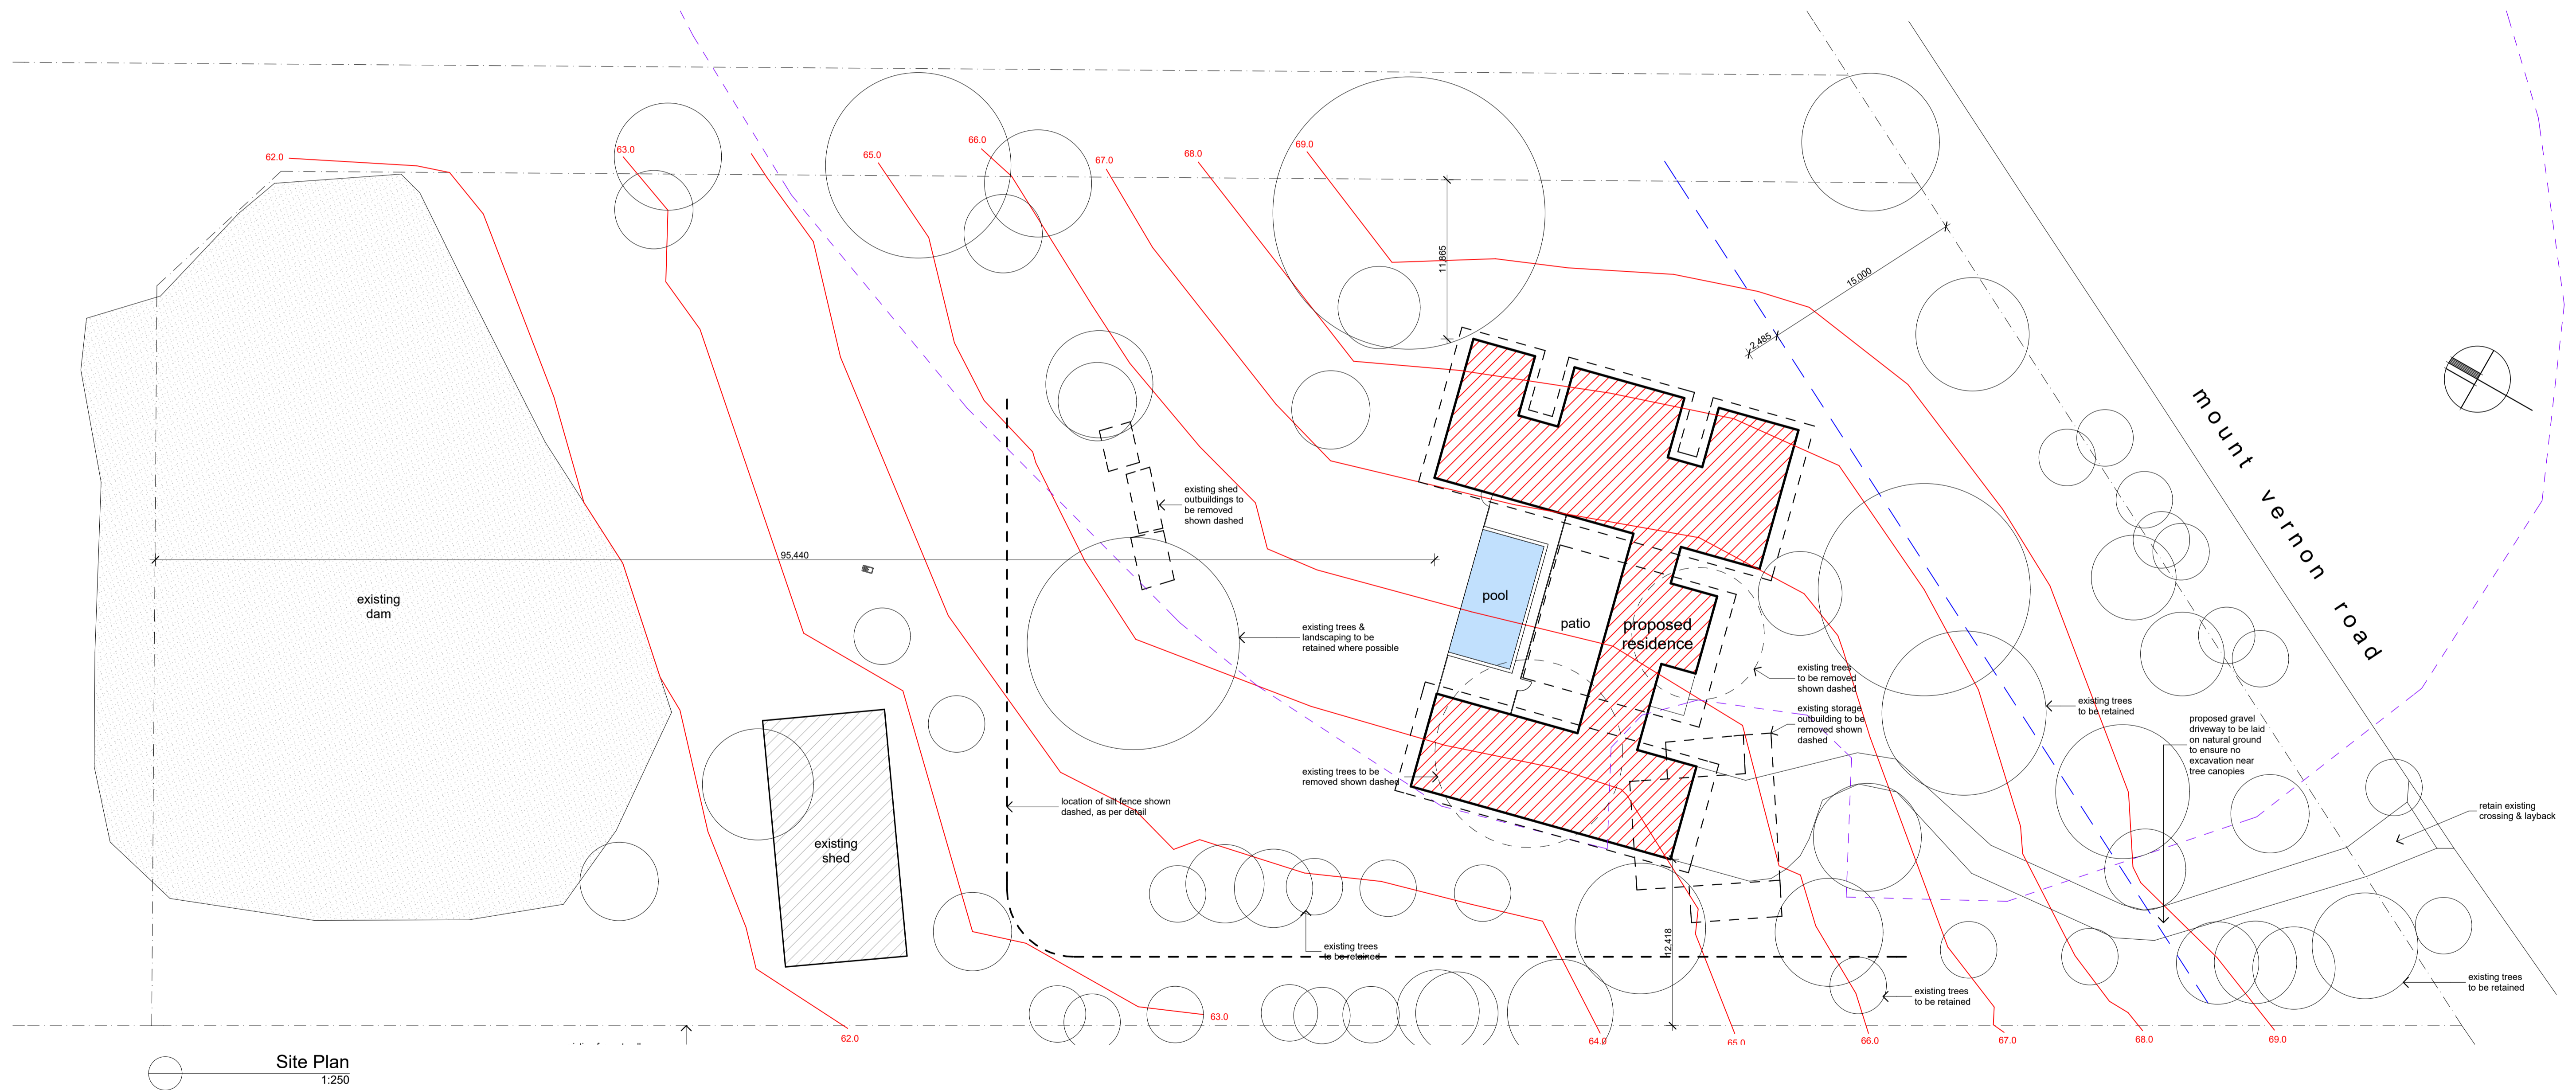 62.0
63.0
65.0
66.0
67.0
68.0
69.0
11,865
15,000
2,485
mount vernon road
existing shed
outbuildings to
be removed
shown dashed
95,440
existing
dam
pool
patio
proposed
residence
existing trees &
landscaping to be
retained where possible
existing trees
to be removed
shown dashed
existing storage
outbuilding to be
removed shown
dashed
existing trees
to be retained
proposed gravel
driveway to be laid
on natural ground
to ensure no
excavation near
tree canopies
existing trees to be
removed shown dashed
location of silt fence shown
dashed, as per detail
retain existing
crossing & layback
existing
shed
12,418
existing trees
to be retained
existing trees
to be retained
existing trees
to be retained
62.0
63.0
64.0
65.0
66.0
67.0
68.0
69.0
Site Plan
1:250